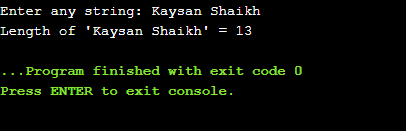 Enter any string: Kaysan Shaikh
Length of 'Kaysan Shaikh' = 13
...Program finished with exit code 0
Press ENTER to exit console.